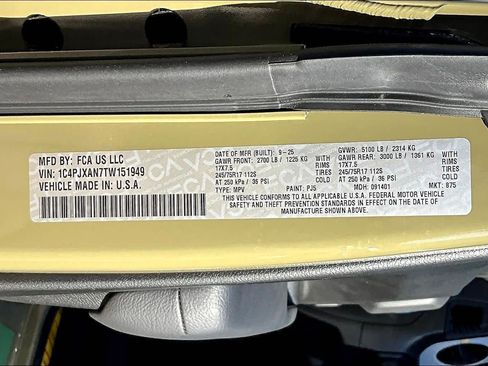 MFD BY: FCA US LLC
VIN: 1C4PJXAN7TW151949
VEHICLE MADE IN: U.S.A.
DATE OF MFR (BUILT): 9-25 GVWR: 5100 LB / 2314 KG
GAWR FRONT: 2700 LB / 1225 KG GAWR REAR: 3000 LB / 1361 KG
17X7.5 RIMS 17X7.5 RIMS
245/75R17 112S TIRES 245/75R17 112S TIRES
AT 250 kPa / 36 PSI COLD AT 250 kPa / 36 PSI COLD
TYPE: MPV PAINT: PJ5 MDH: 091401 MKT: 875
THIS VEHICLE CONFORMS TO ALL APPLICABLE U.S.A. FEDERAL MOTOR VEHICLE
SAFETY AND THEFT PREVENTION STANDARDS IN EFFECT ON THE DATE OF
MANUFACTURE SHOWN ABOVE.